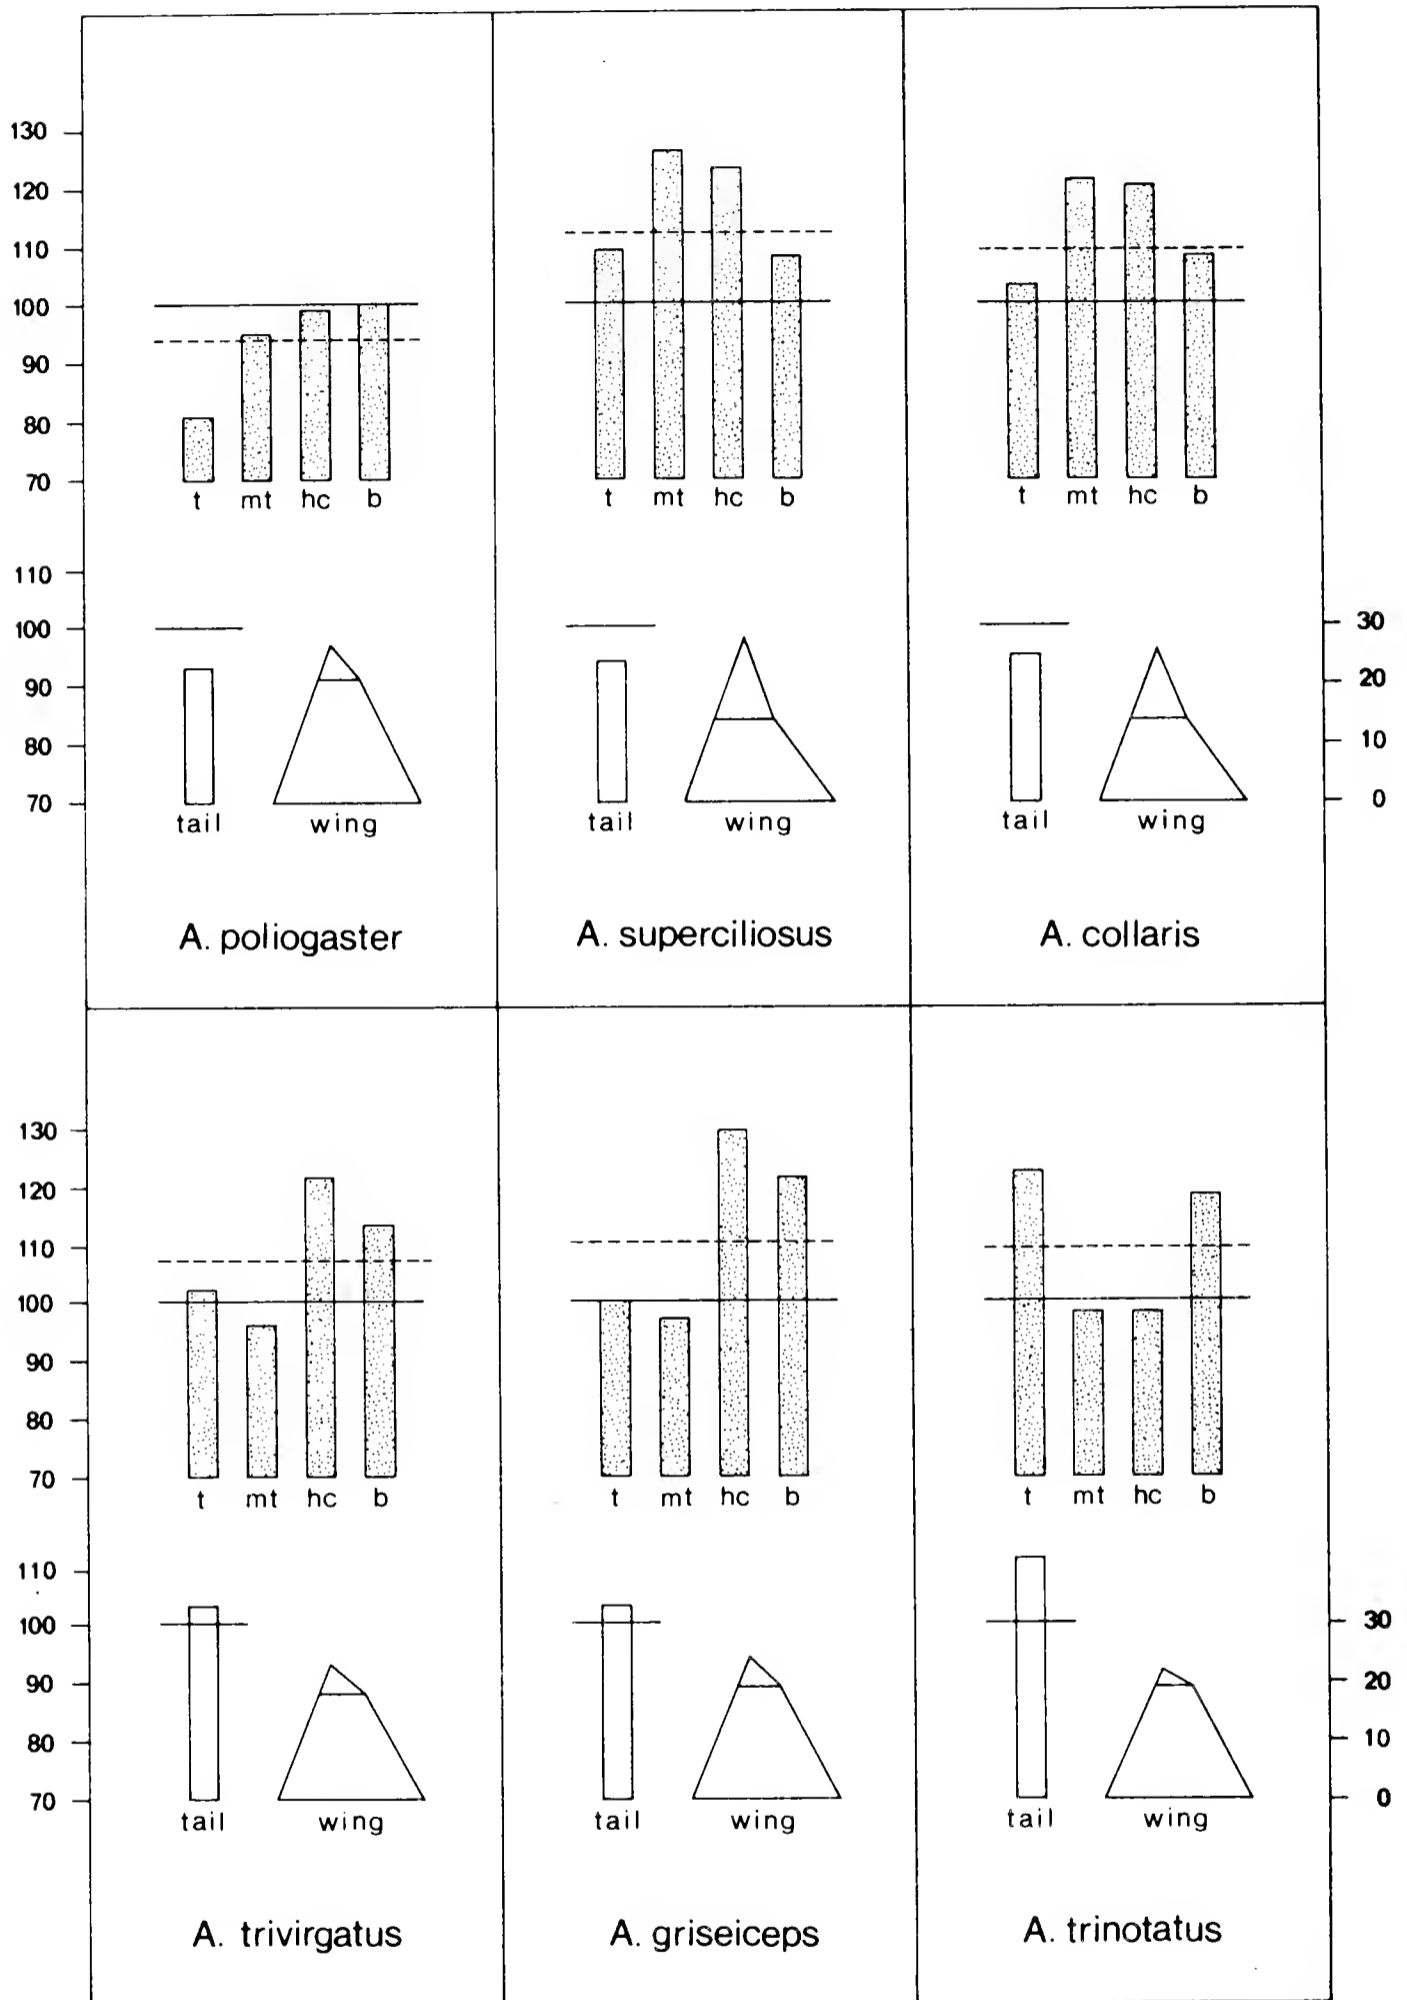 130
120
110
100
90
80
70
t mt hc b
t mt hc b
t mt hc b
110
100
90
80
70
30
20
10
0
tail wing
tail wing
tail wing
A. poliogaster
A. superciliosus
A. collaris
130
120
110
100
90
80
70
t mt hc b
t mt hc b
t mt hc b
110
100
90
80
70
30
20
10
0
tail wing
tail wing
tail wing
A. trivirgatus
A. griseiceps
A. trinotatus